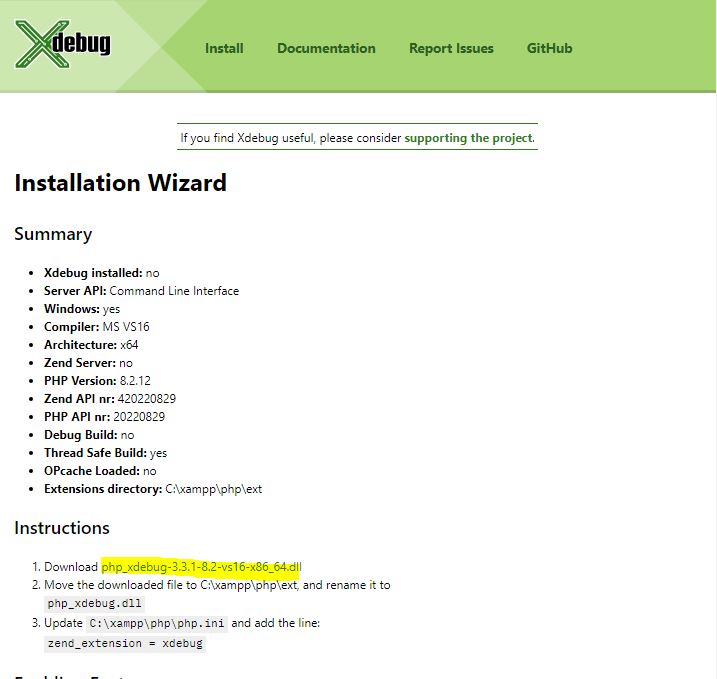 Xdebug
Install Documentation Report Issues GitHub
If you find Xdebug useful, please consider supporting the project.
Installation Wizard
Summary
• Xdebug installed: no
• Server API: Command Line Interface
• Windows: yes
• Compiler: MS VS16
• Architecture: x64
• Zend Server: no
• PHP Version: 8.2.12
• Zend API nr: 420220829
• PHP API nr: 20220829
• Debug Build: no
• Thread Safe Build: yes
• OPcache Loaded: no
• Extensions directory: C:\xampp\php\ext
Instructions
1. Download php_xdebug-3.3.1-8.2-vs16-x86_64.dll
2. Move the downloaded file to C:\xampp\php\ext, and rename it to
php_xdebug.dll
3. Update C:\xampp\php\php.ini and add the line:
zend_extension = xdebug